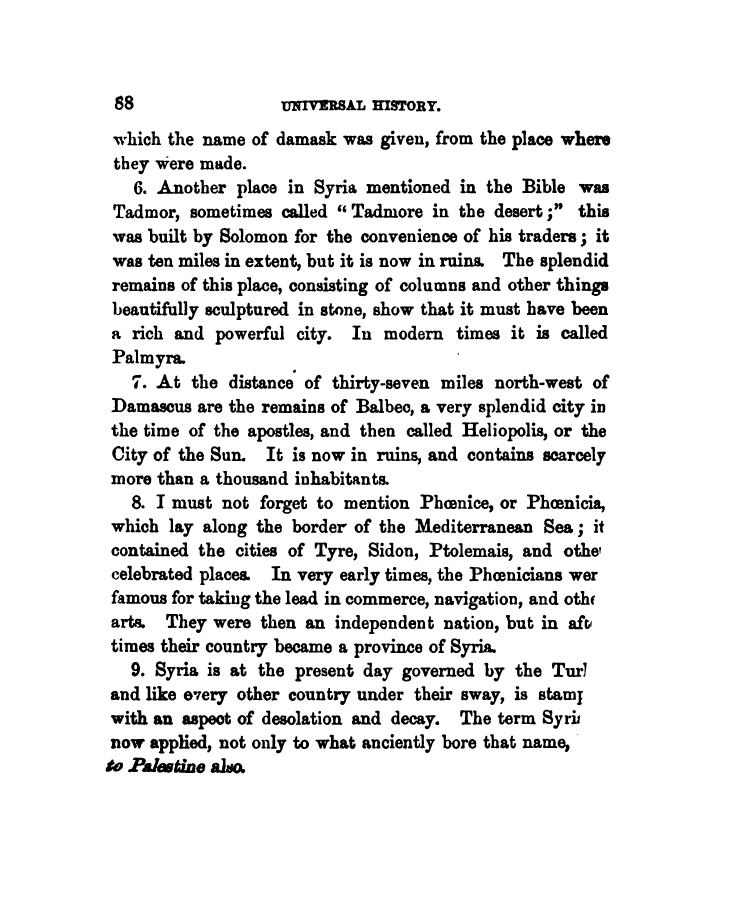 88 UNIVERSAL HISTORY.
which the name of damask was given, from the place where
they were made.
6. Another place in Syria mentioned in the Bible was
Tadmor, sometimes called “Tadmore in the desert;” this
was built by Solomon for the convenience of his traders; it
was ten miles in extent, but it is now in ruins. The splendid
remains of this place, consisting of columns and other things
beautifully sculptured in stone, show that it must have been
a rich and powerful city. In modern times it is called
Palmyra.
7. At the distance of thirty-seven miles north-west of
Damascus are the remains of Balbec, a very splendid city in
the time of the apostles, and then called Heliopolis, or the
City of the Sun. It is now in ruins, and contains scarcely
more than a thousand inhabitants.
8. I must not forget to mention Phœnice, or Phœnicia,
which lay along the border of the Mediterranean Sea; it
contained the cities of Tyre, Sidon, Ptolemais, and othe
celebrated places. In very early times, the Phœnicians wer
famous for taking the lead in commerce, navigation, and oth
arts. They were then an independent nation, but in aft
times their country became a province of Syria.
9. Syria is at the present day governed by the Tur
and like every other country under their sway, is stam
with an aspect of desolation and decay. The term Syri
now applied, not only to what anciently bore that name,
to Palestine also.